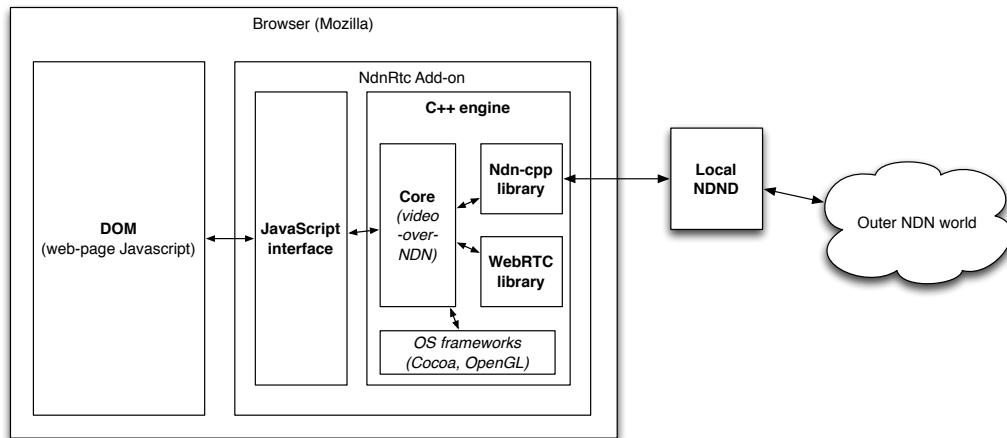 Browser (Mozilla)
NdnRtc Add-on
C++ engine
DOM
(web-page Javascript)
JavaScript
interface
Core
(video
-over-
NDN)
Ndn-cpp
library
WebRTC
library
OS frameworks
(Cocoa, OpenGL)
Local
NDND
Outer NDN world